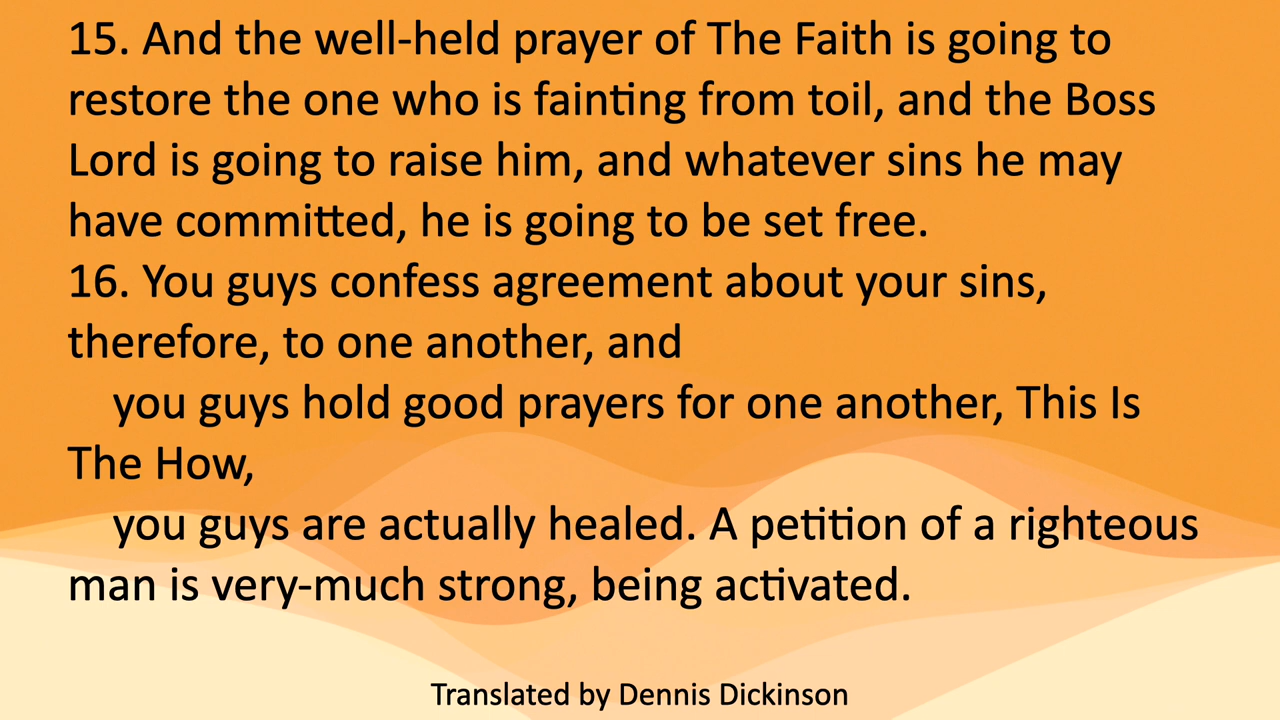 15. And the well-held prayer of The Faith is going to
restore the one who is fainting from toil, and the Boss
Lord is going to raise him, and whatever sins he may
have committed, he is going to be set free.
16. You guys confess agreement about your sins,
therefore, to one another, and
you guys hold good prayers for one another, This Is
The How,
you guys are actually healed. A petition of a righteous
man is very-much strong, being activated.
Translated by Dennis Dickinson